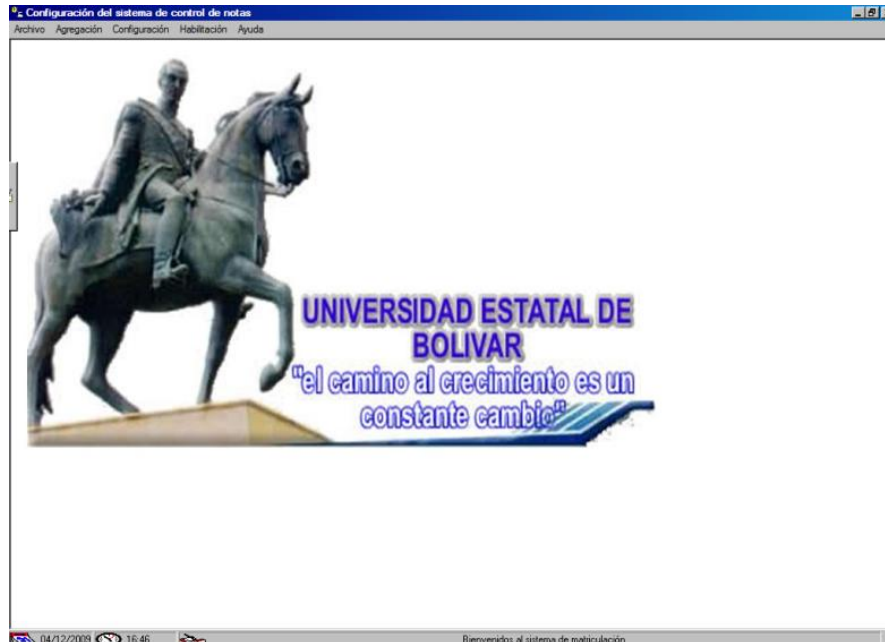 Configuración del sistema de control de notas
Archivo Agregación Configuración Habilitación Ayuda
UNIVERSIDAD ESTATAL DE
BOLIVAR
"el camino al crecimiento es un
constante cambio"
04/12/2009 16:46 Bienvenidos al sistema de matriculación